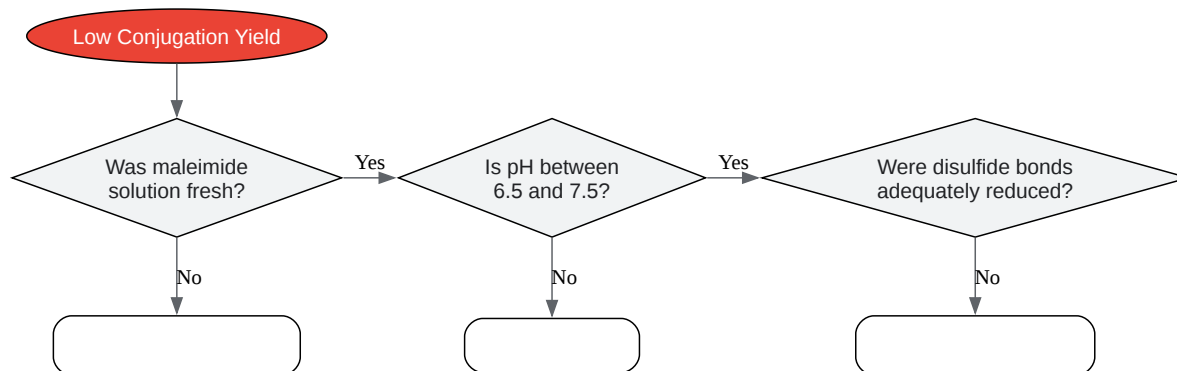 Low Conjugation Yield
Was maleimide
solution fresh?
Yes
Is pH between
6.5 and 7.5?
Yes
Were disulfide bonds
adequately reduced?
No
No
No